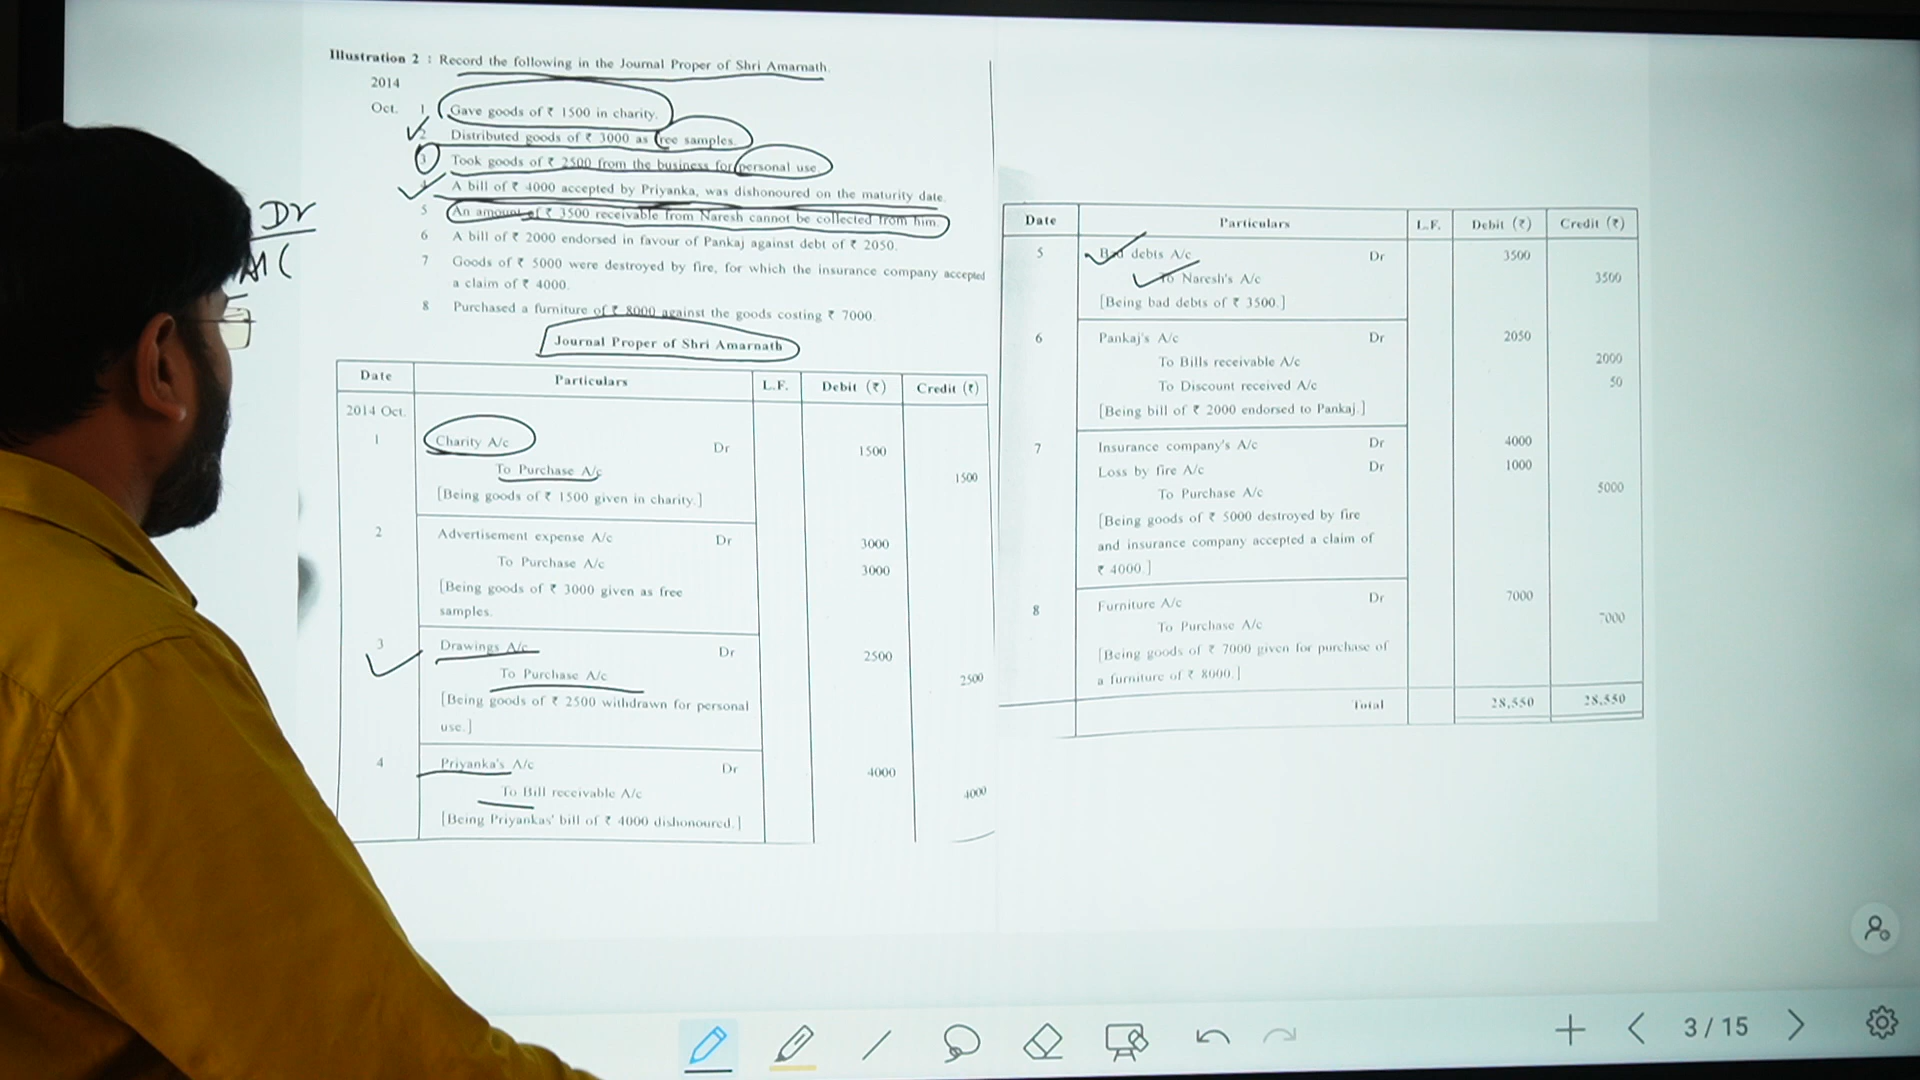 Illustration 2 : Record the following in the Journal Proper of Shri Amarnath.
2014
Oct. 1 Gave goods of ₹ 1500 in charity.
2 Distributed goods of ₹ 3000 as free samples.
3 Took goods of ₹ 2500 from the business for personal use.
4 A bill of ₹ 4000 accepted by Priyanka, was dishonoured on the maturity date.
5 An amount of ₹ 3500 receivable from Naresh cannot be collected from him.
6 A bill of ₹ 2000 endorsed in favour of Pankaj against debt of ₹ 2050.
7 Goods of ₹ 5000 were destroyed by fire, for which the insurance company accepted
a claim of ₹ 4000.
8 Purchased a furniture of ₹ 8000 against the goods costing ₹ 7000.
Dr
A/C
Journal Proper of Shri Amarnath
Date Particulars L.F. Debit (₹) Credit (₹)
2014 Oct.
1 Charity A/c Dr 1500
To Purchase A/c 1500
[Being goods of ₹ 1500 given in charity.]
2 Advertisement expense A/c Dr 3000
To Purchase A/c 3000
[Being goods of ₹ 3000 given as free
samples.
3 Drawings A/c Dr 2500
To Purchase A/c 2500
[Being goods of ₹ 2500 withdrawn for personal
use.]
4 Priyanka's A/c Dr 4000
To Bill receivable A/c 4000
[Being Priyankas' bill of ₹ 4000 dishonoured.]
Date Particulars L.F. Debit (₹) Credit (₹)
5 Bad debts A/c Dr 3500
To Naresh's A/c 3500
[Being bad debts of ₹ 3500.]
6 Pankaj's A/c Dr 2050
To Bills receivable A/c 2000
To Discount received A/c 50
[Being bill of ₹ 2000 endorsed to Pankaj.]
7 Insurance company's A/c Dr 4000
Loss by fire A/c Dr 1000
To Purchase A/c 5000
[Being goods of ₹ 5000 destroyed by fire
and insurance company accepted a claim of
₹ 4000.]
8 Furniture A/c Dr 7000
To Purchase A/c 7000
[Being goods of ₹ 7000 given for purchase of
a furniture of ₹ 8000.]
Total 28,550 28,550
3 / 15